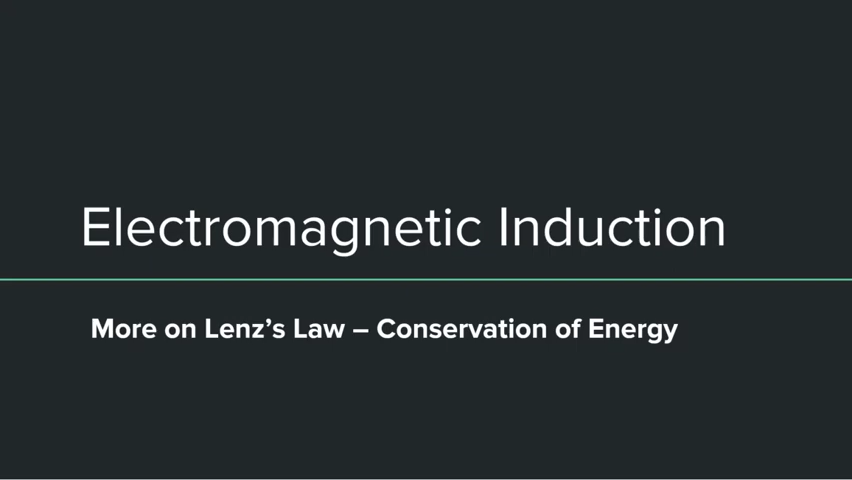 Electromagnetic Induction
More on Lenz’s Law – Conservation of Energy